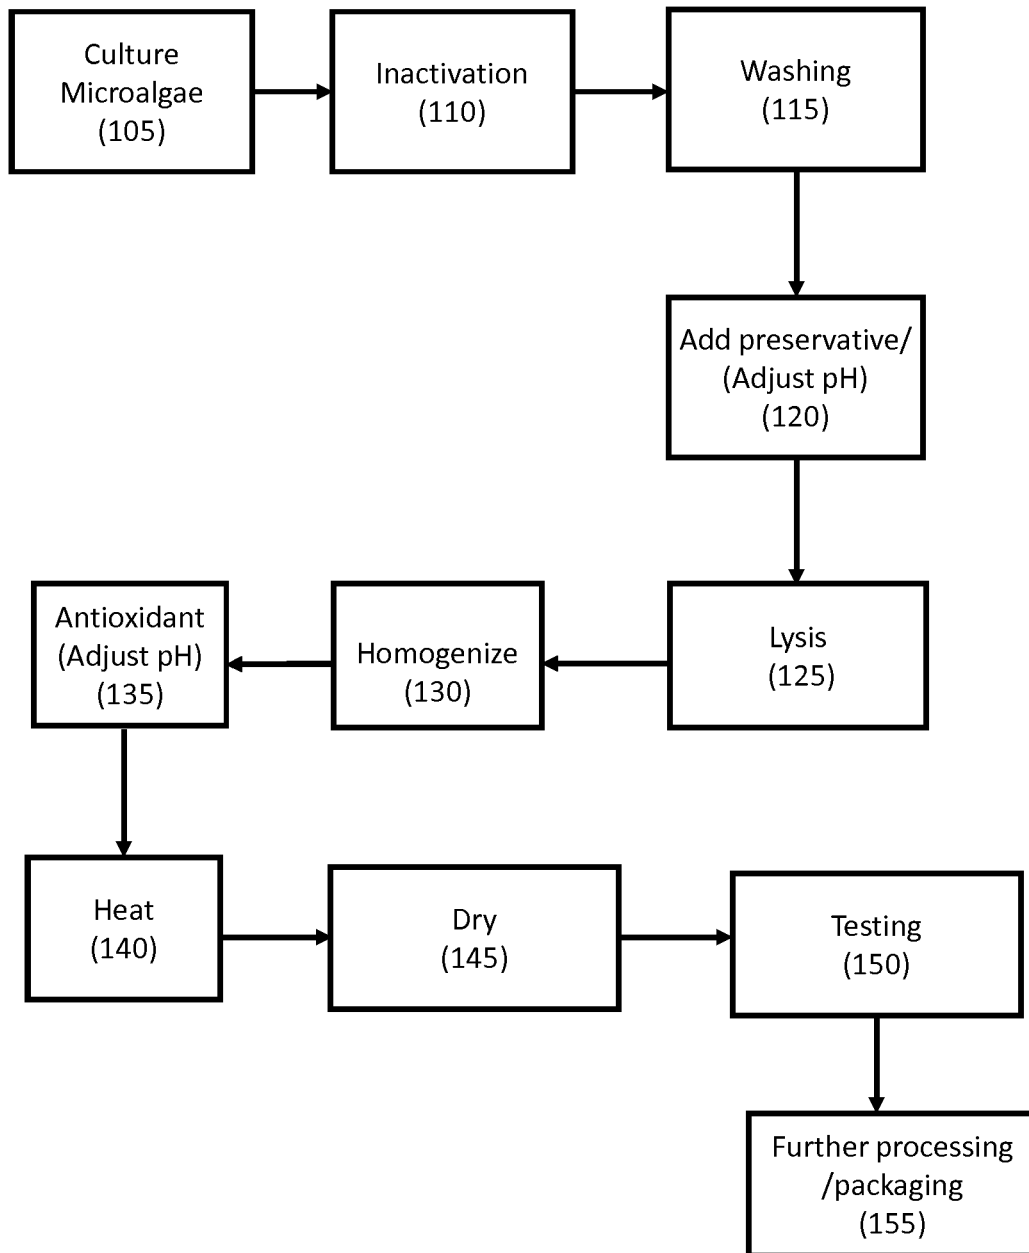 Culture
Microalgae
(105)
Inactivation
(110)
Washing
(115)
Add preservative/
(Adjust pH)
(120)
Lysis
(125)
Homogenize
(130)
Antioxidant
(Adjust pH)
(135)
Heat
(140)
Dry
(145)
Testing
(150)
Further processing
/packaging
(155)